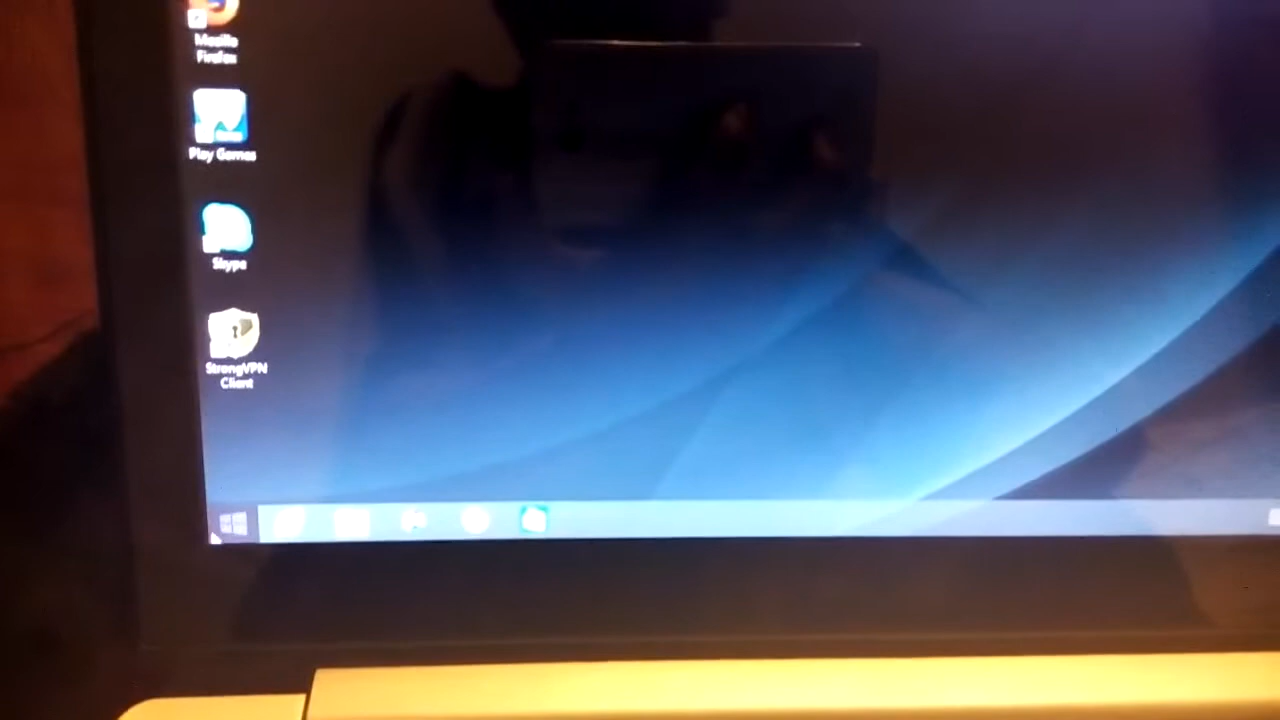 Mozilla
Firefox
Play Games
Skype
StrongVPN
Client